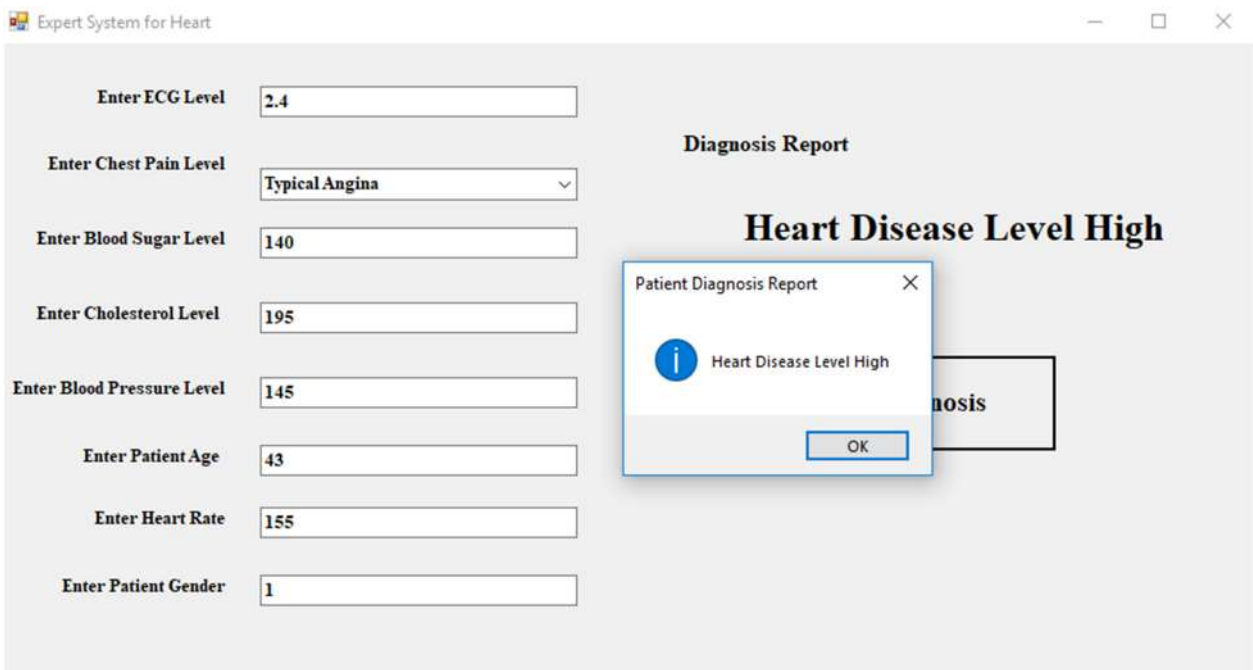 Expert System for Heart
Enter ECG Level 2.4
Enter Chest Pain Level Typical Angina
Enter Blood Sugar Level 140
Enter Cholesterol Level 195
Enter Blood Pressure Level 145
Enter Patient Age 43
Enter Heart Rate 155
Enter Patient Gender 1
Diagnosis Report
Heart Disease Level High
Patient Diagnosis Report
Heart Disease Level High
OK